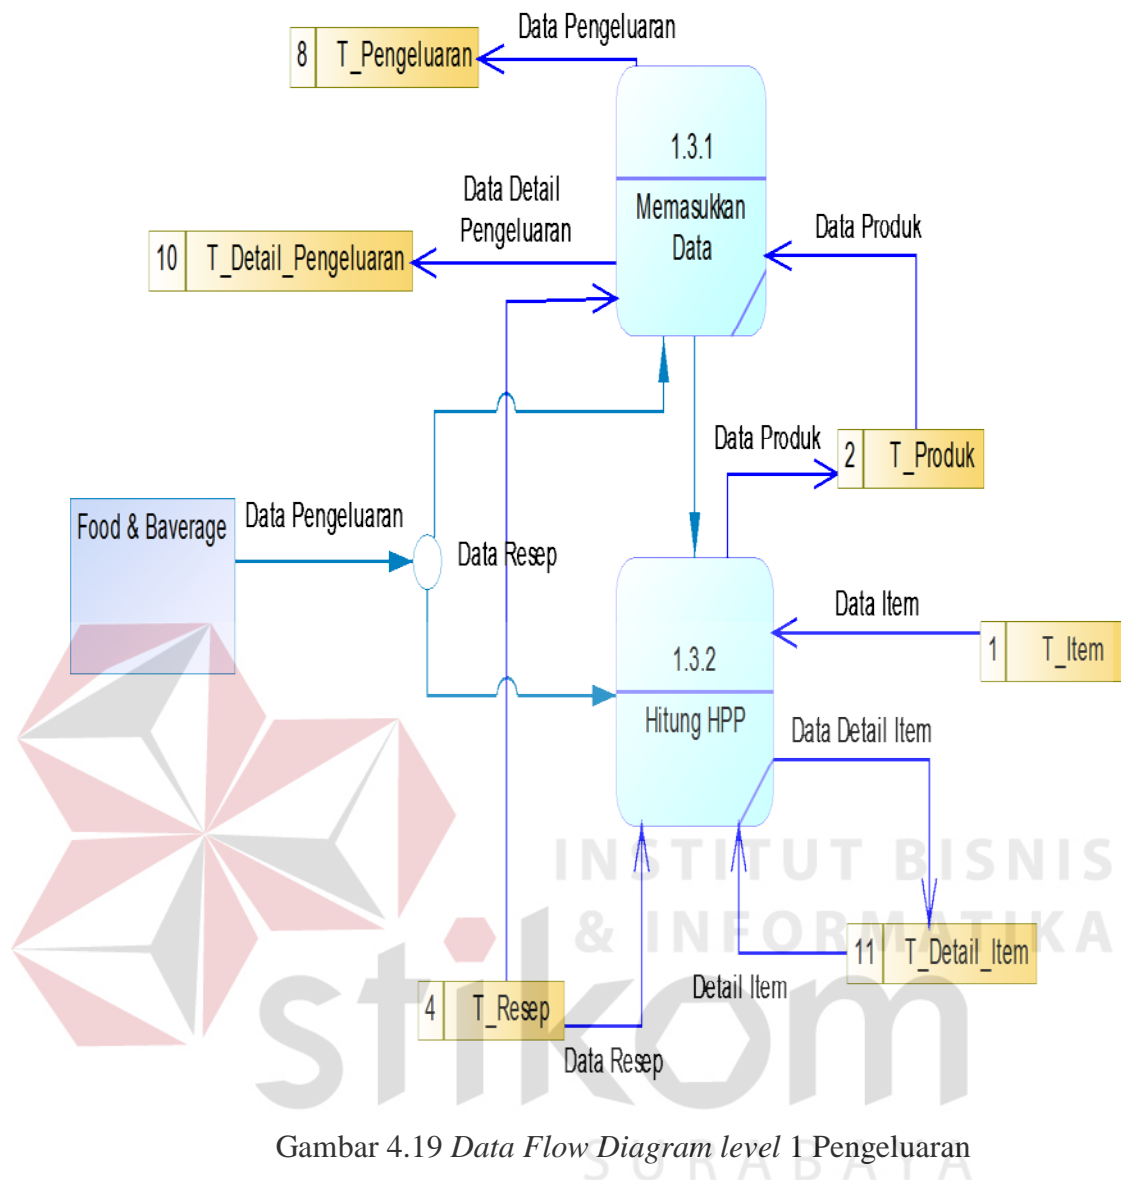 Data Pengeluaran
8 T_Pengeluaran
1.3.1
Memasukkan
Data
Data Detail
Pengeluaran
Data Produk
10 T_Detail_Pengeluaran
Data Produk
2 T_Produk
Food & Baverage
Data Pengeluaran
Data Resep
Data Item
1 T_Item
1.3.2
Hitung HPP
Data Detail Item
INSTITUT BISNIS
& INFORMATIKA
11 T_Detail_Item
Detail Item
4 T_Resep
stikom
Data Resep
Gambar 4.19 Data Flow Diagram level 1 Pengeluaran
SURABAYA